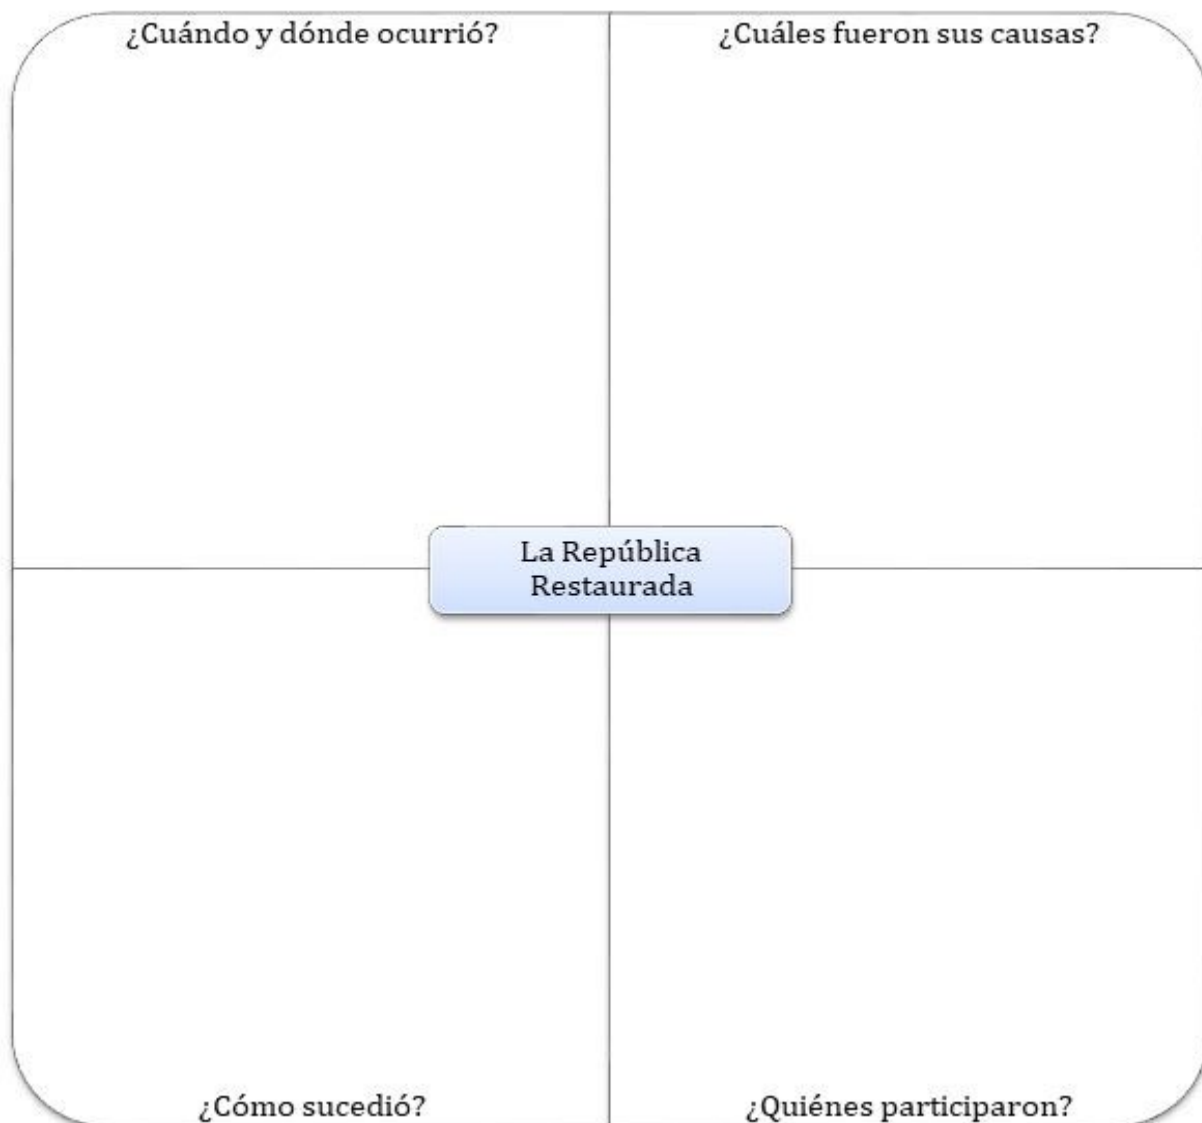 ¿Cuándo y dónde ocurrió?
¿Cuáles fueron sus causas?
La República
Restaurada
¿Cómo sucedió?
¿Quiénes participaron?